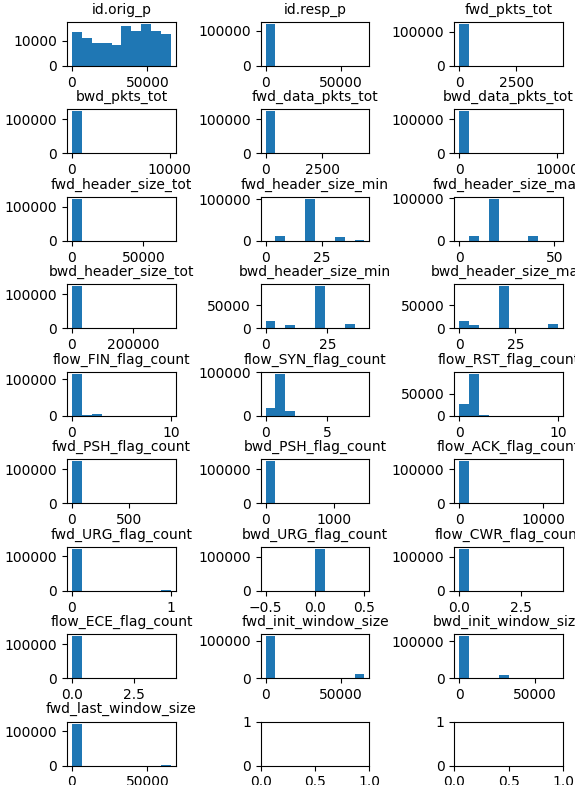 id.orig_p id.resp_p fwd_pkts_tot
10000 100000 100000
0 0 0
0 50000 0 50000 0 2500
bwd_pkts_tot fwd_data_pkts_tot bwd_data_pkts_tot
100000 100000 100000
0 0 0
0 10000 0 2500 0 10000
fwd_header_size_tot fwd_header_size_min fwd_header_size_ma
100000 100000 100000
0 0 0
0 50000 0 25 0 50
bwd_header_size_tot bwd_header_size_min bwd_header_size_ma
100000 50000 50000
0 0 0
0 200000 0 25 0 25
flow_FIN_flag_count flow_SYN_flag_count flow_RST_flag_count
100000 100000 50000
0 0 0
0 10 0 5 0 10
fwd_PSH_flag_count bwd_PSH_flag_count flow_ACK_flag_count
100000 100000 100000
0 0 0
0 500 0 1000 0 10000
fwd_URG_flag_count bwd_URG_flag_count flow_CWR_flag_count
100000 100000 100000
0 0 0
0 1 −0.5 0.0 0.5 0.0 2.5
flow_ECE_flag_count fwd_init_window_size bwd_init_window_size
100000 100000 100000
0 0 0
0.0 2.5 0 50000 0 50000
fwd_last_window_size
100000 1 1
0 0 0
0 50000 0.0 0.5 1.0 0.0 0.5 1.0